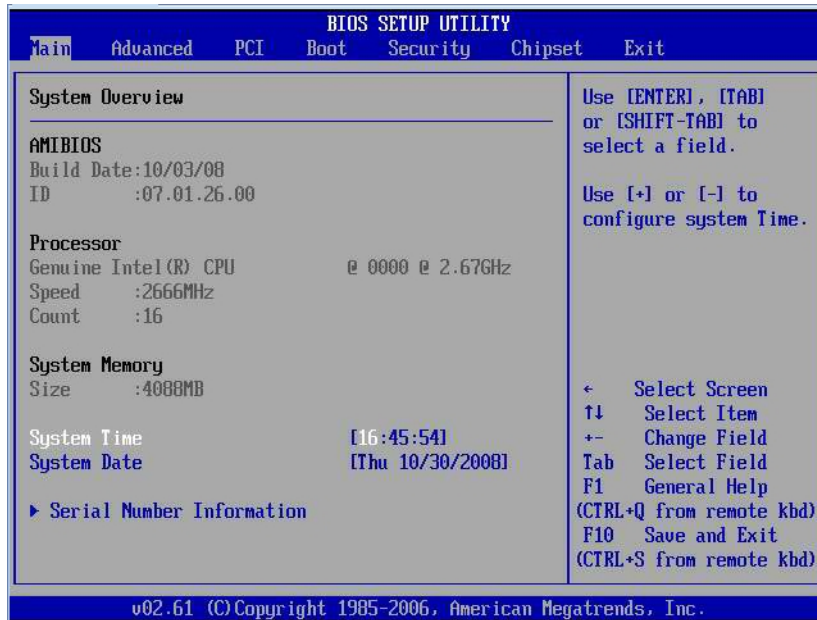 BIOS SETUP UTILITY
Main Advanced PCI Boot Security Chipset Exit
System Overview
AMIBIOS
Build Date:10/03/08
ID :07.01.26.00
Processor
Genuine Intel(R) CPU @ 0000 @ 2.67GHz
Speed :2666MHz
Count :16
System Memory
Size :4088MB
System Time [16:45:54]
System Date [Thu 10/30/2008]
▶ Serial Number Information
Use [ENTER], [TAB]
or [SHIFT-TAB] to
select a field.
Use [+] or [-] to
configure system Time.
← Select Screen
↑↓ Select Item
+- Change Field
Tab Select Field
F1 General Help
(CTRL+Q from remote kbd)
F10 Save and Exit
(CTRL+S from remote kbd)
v02.61 (C)Copyright 1985-2006, American Megatrends, Inc.